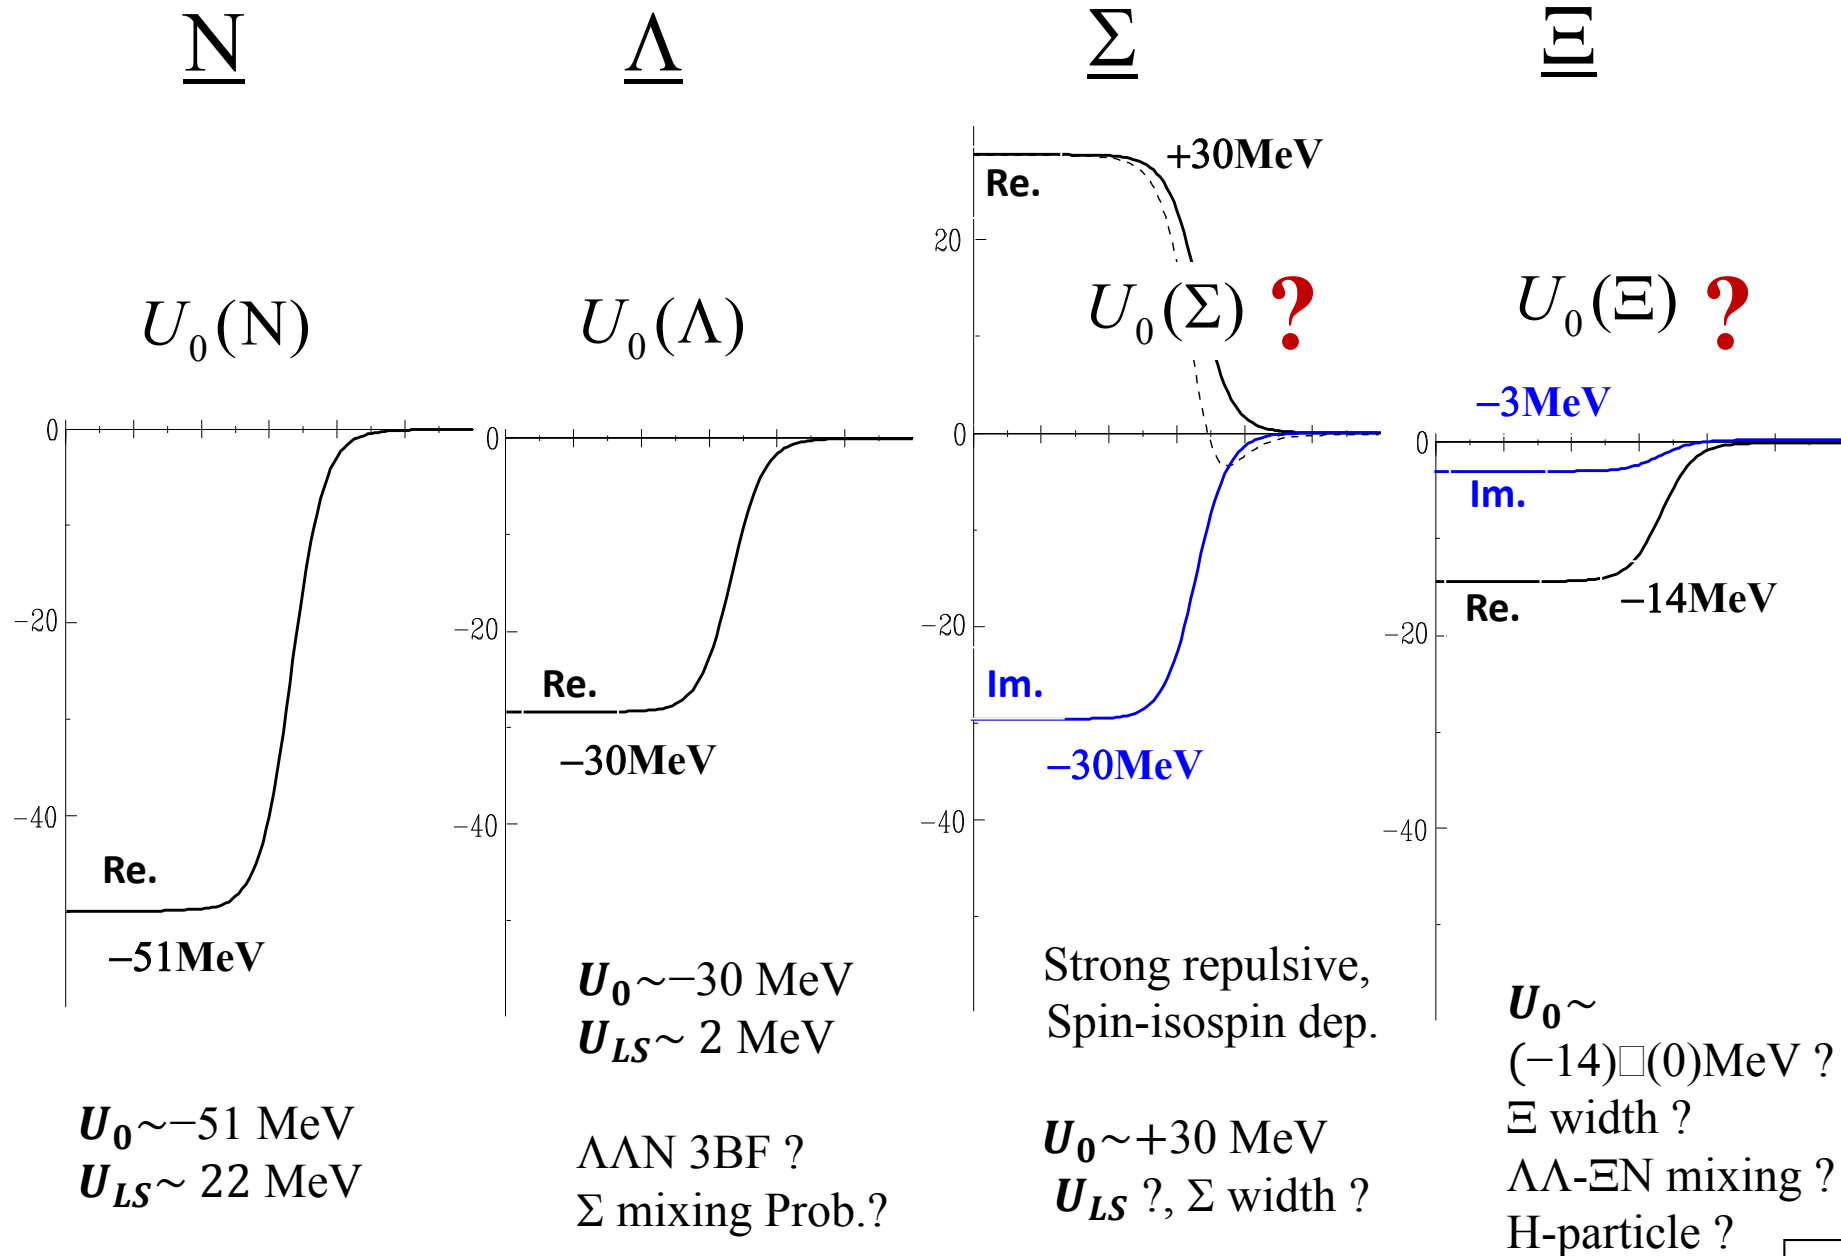 N
U0(N)
0
−20
−40
Re.
−51MeV
U0~−51 MeV
ULS~ 22 MeV
Λ
U0(Λ)
0
−20
−40
Re.
−30MeV
U0~−30 MeV
ULS~ 2 MeV
ΛΛN 3BF ?
Σ mixing Prob.?
Σ
+30MeV
Re.
20
U0(Σ) ?
0
−20
−40
Im.
−30MeV
Strong repulsive,
Spin-isospin dep.
U0~+30 MeV
ULS ?, Σ width ?
Ξ
U0(Ξ) ?
−3MeV
0
Im.
Re.
−14MeV
−20
−40
U0~
(−14)□(0)MeV ?
Ξ width ?
ΛΛ-ΞN mixing ?
H-particle ?